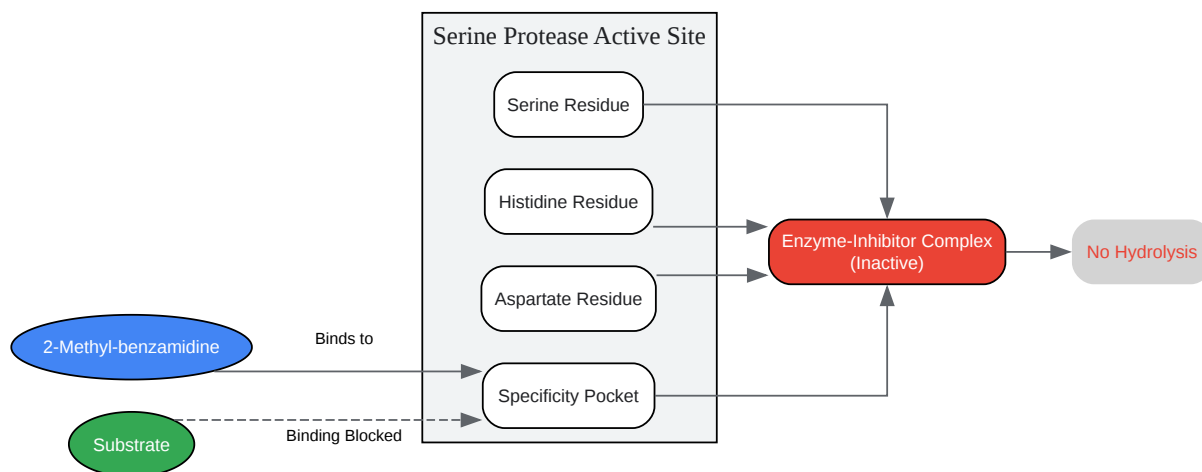 Serine Protease Active Site
Serine Residue
Histidine Residue
Enzyme-Inhibitor Complex
(Inactive)
No Hydrolysis
Aspartate Residue
2-Methyl-benzamidine
Binds to
Specificity Pocket
Substrate
Binding Blocked